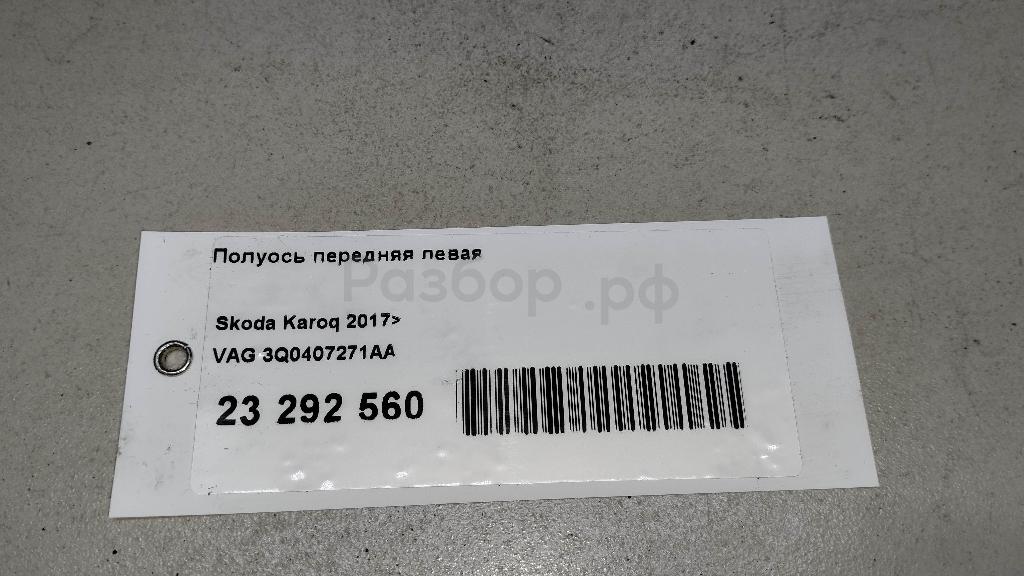 Полуось передняя левая
Разбор.рф
Skoda Karoq 2017>
VAG 3Q0407271AA
23 292 560